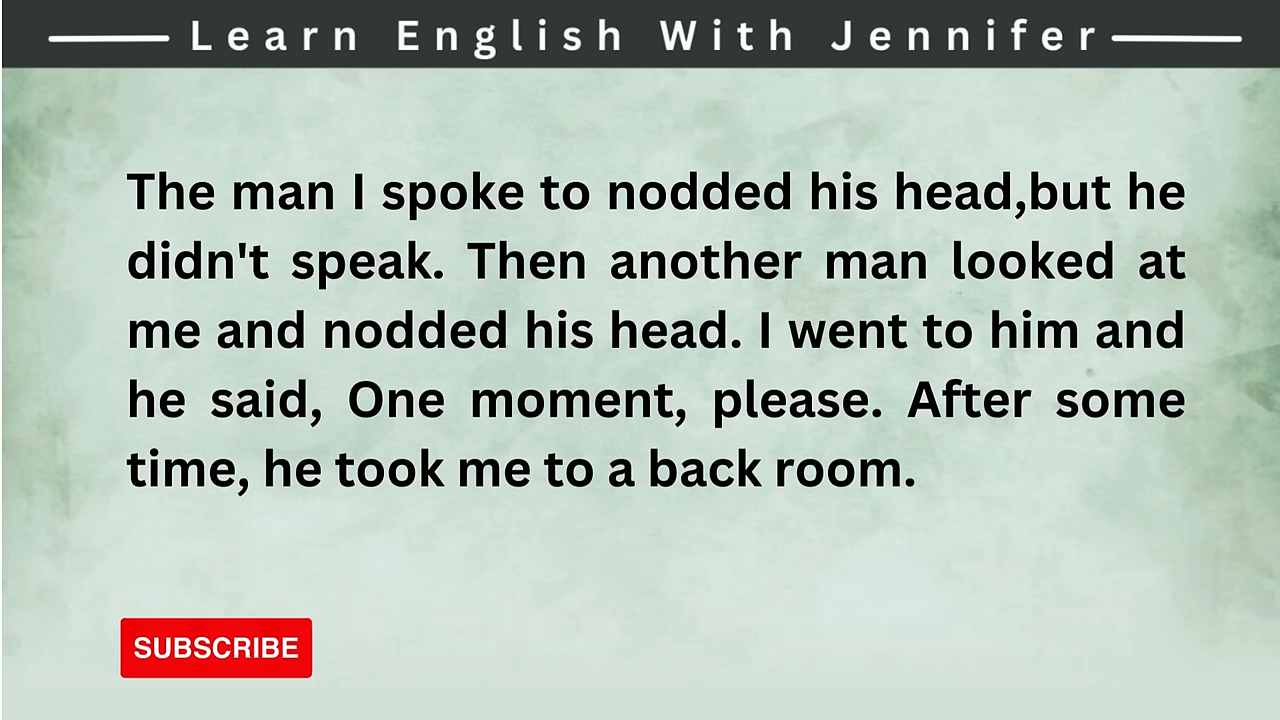 Learn English With Jennifer
The man I spoke to nodded his head,but he
didn't speak. Then another man looked at
me and nodded his head. I went to him and
he said, One moment, please. After some
time, he took me to a back room.
SUBSCRIBE